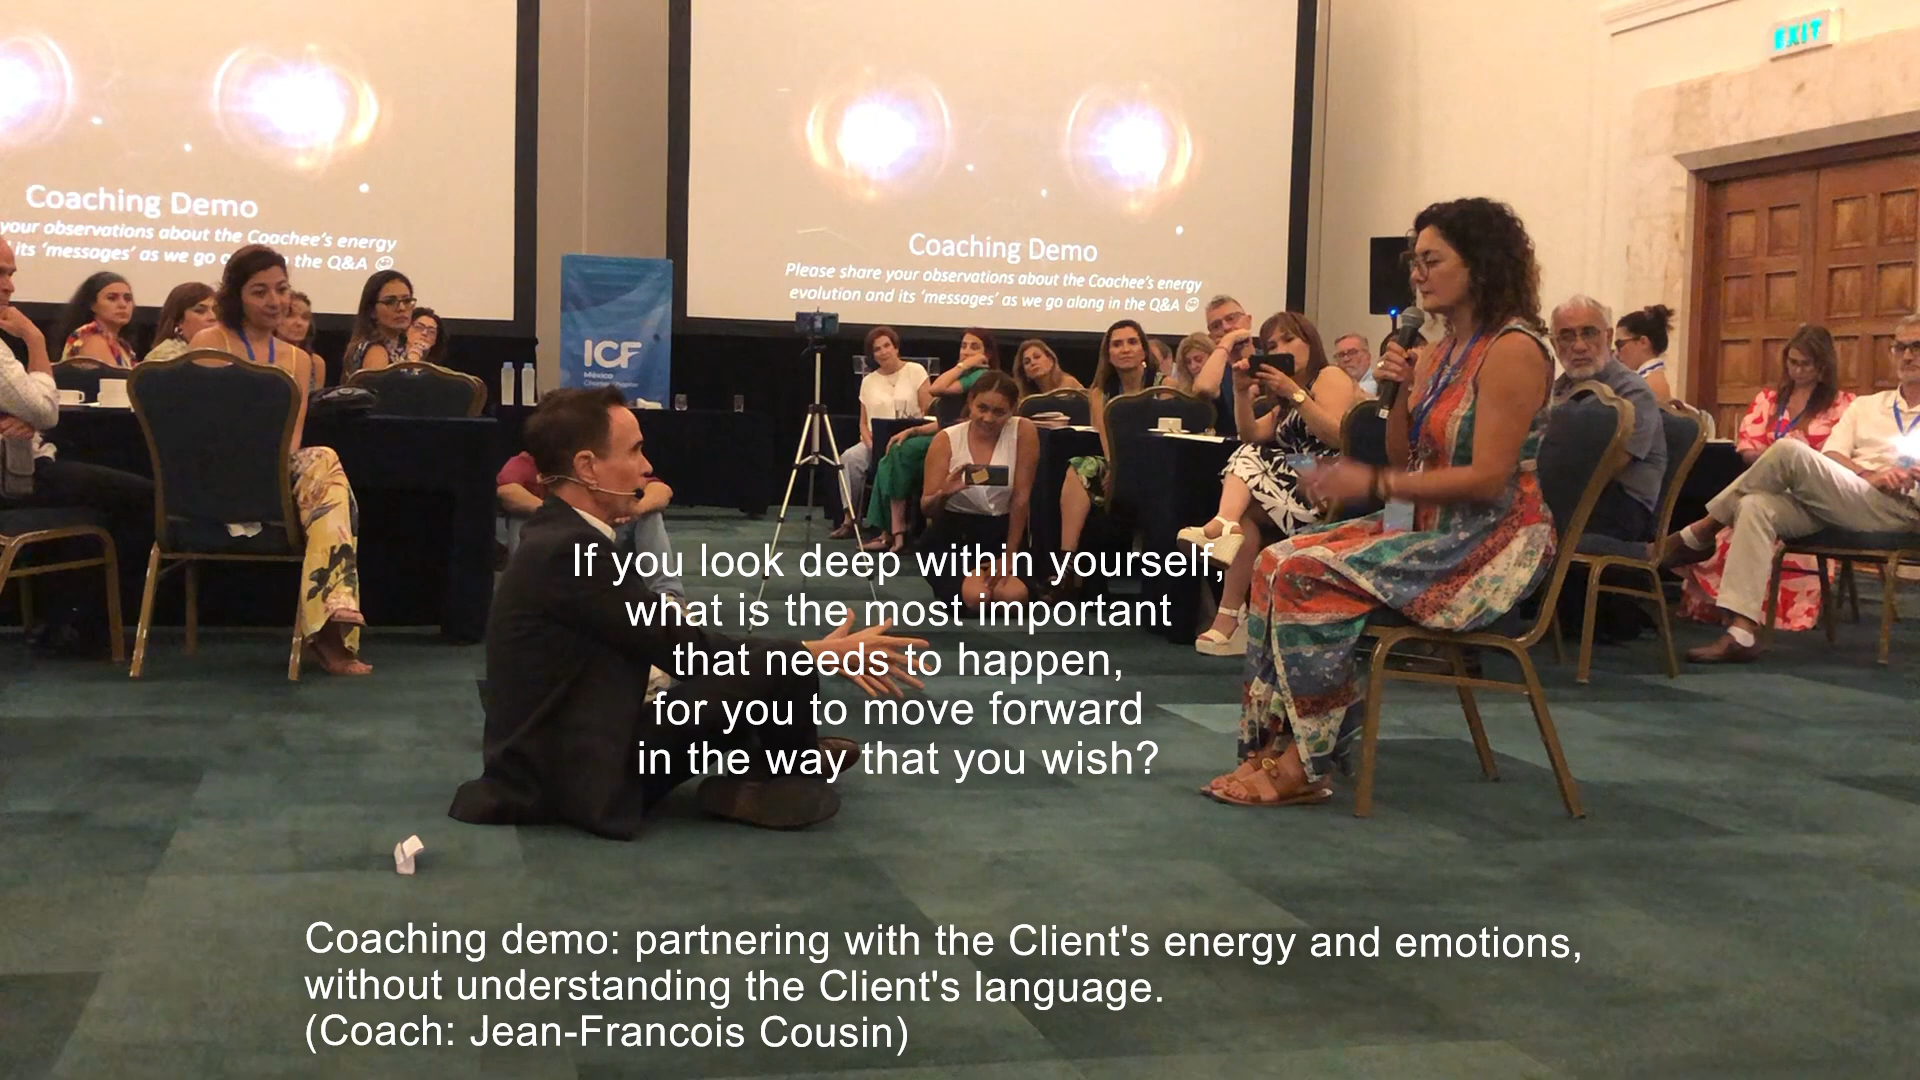 EXIT
Coaching Demo
your observations about the Coachee's energy
its 'messages' as we go the Q&A
Coaching Demo
Please share your observations about the Coachee's energy
evolution and its 'messages' as we go along in the Q&A
ICF
México
If you look deep within yourself,
what is the most important
that needs to happen,
for you to move forward
in the way that you wish?
Coaching demo: partnering with the Client's energy and emotions,
without understanding the Client's language.
(Coach: Jean-Francois Cousin)